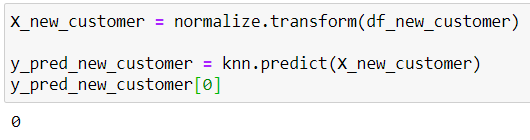 X_new_customer = normalize.transform(df_new_customer)
y_pred_new_customer = knn.predict(X_new_customer)
y_pred_new_customer[0]
0